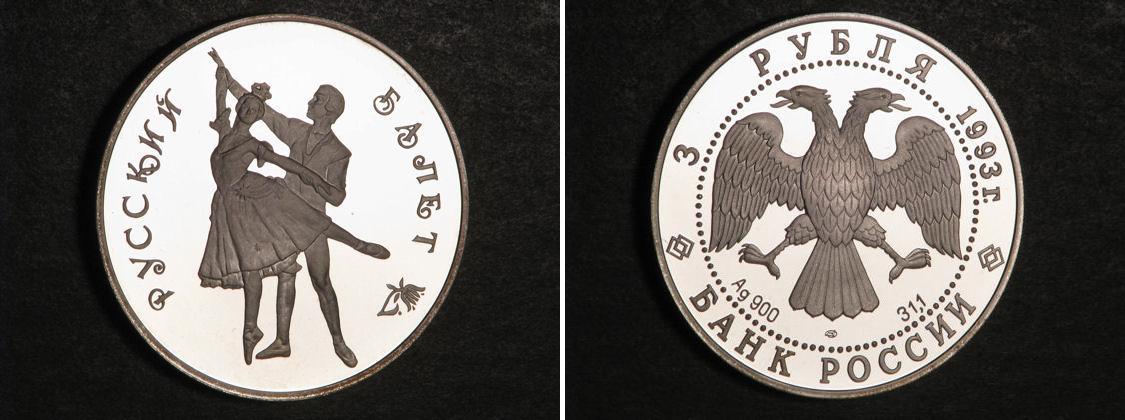 РУССКИЙ
БАЛЕТ
3
РУБЛЯ
1993г.
Ag 900
31,1
БАНК РОССИИ